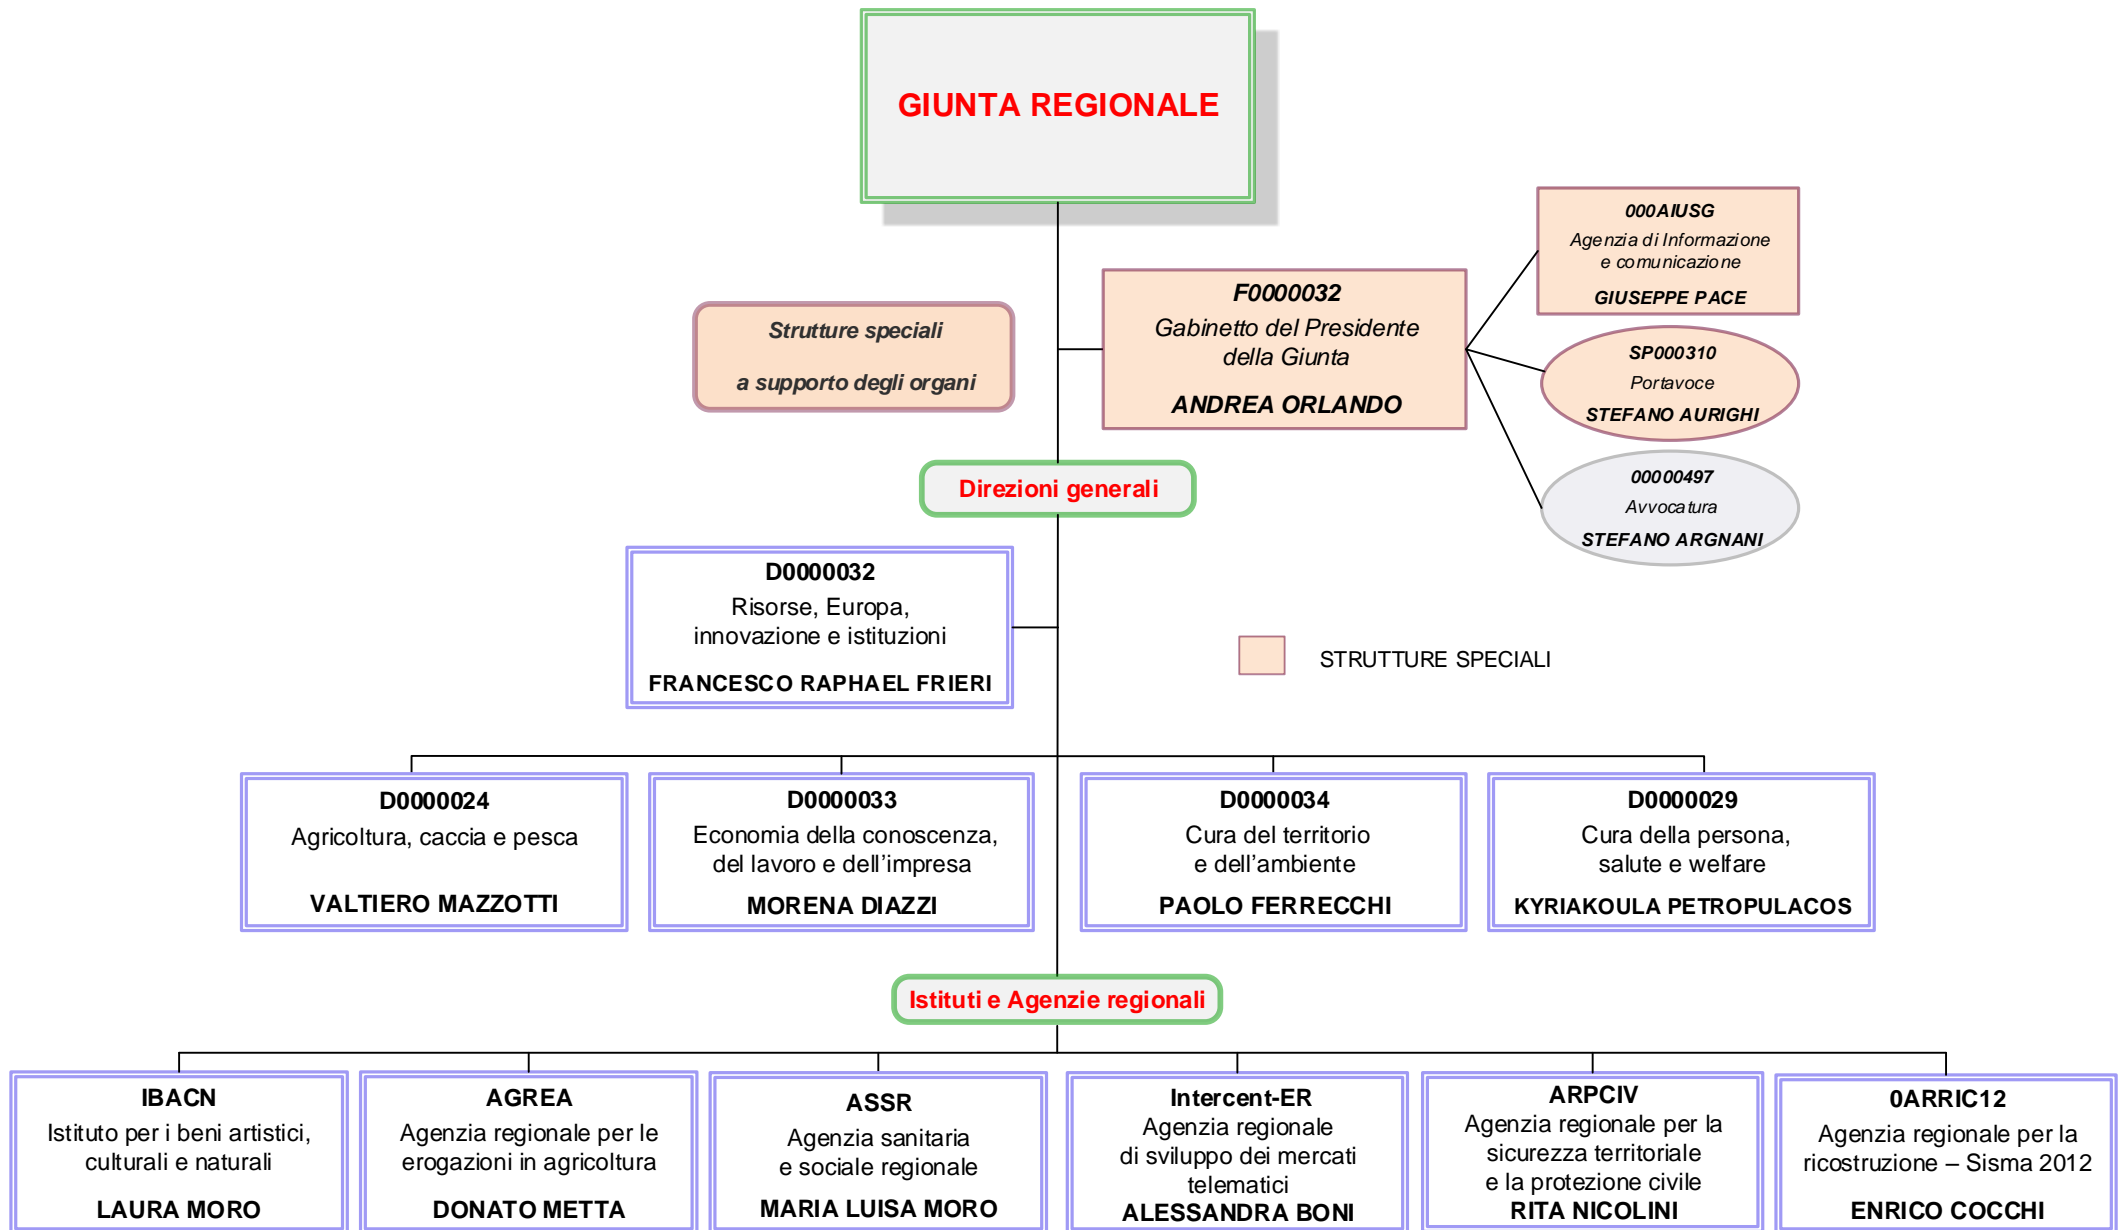 GIUNTA REGIONALE
000AIUSG
Agenzia di Informazione
e comunicazione
GIUSEPPE PACE
Strutture speciali
a supporto degli organi
F0000032
Gabinetto del Presidente
della Giunta
ANDREA ORLANDO
SP000310
Portavoce
STEFANO AURIGHI
00000497
Avvocatura
STEFANO ARGNANI
Direzioni generali
D0000032
Risorse, Europa,
innovazione e istituzioni
FRANCESCO RAPHAEL FRIERI
STRUTTURE SPECIALI
D0000024
Agricoltura, caccia e pesca
VALTIERO MAZZOTTI
D0000033
Economia della conoscenza,
del lavoro e dell’impresa
MORENA DIAZZI
D0000034
Cura del territorio
e dell’ambiente
PAOLO FERRECCHI
D0000029
Cura della persona,
salute e welfare
KYRIAKOULA PETROPULACOS
Istituti e Agenzie regionali
IBACN
Istituto per i beni artistici,
culturali e naturali
LAURA MORO
AGREA
Agenzia regionale per le
erogazioni in agricoltura
DONATO METTA
ASSR
Agenzia sanitaria
e sociale regionale
MARIA LUISA MORO
Intercent-ER
Agenzia regionale
di sviluppo dei mercati
telematici
ALESSANDRA BONI
ARPCIV
Agenzia regionale per la
sicurezza territoriale
e la protezione civile
RITA NICOLINI
0ARRIC12
Agenzia regionale per la
ricostruzione – Sisma 2012
ENRICO COCCHI